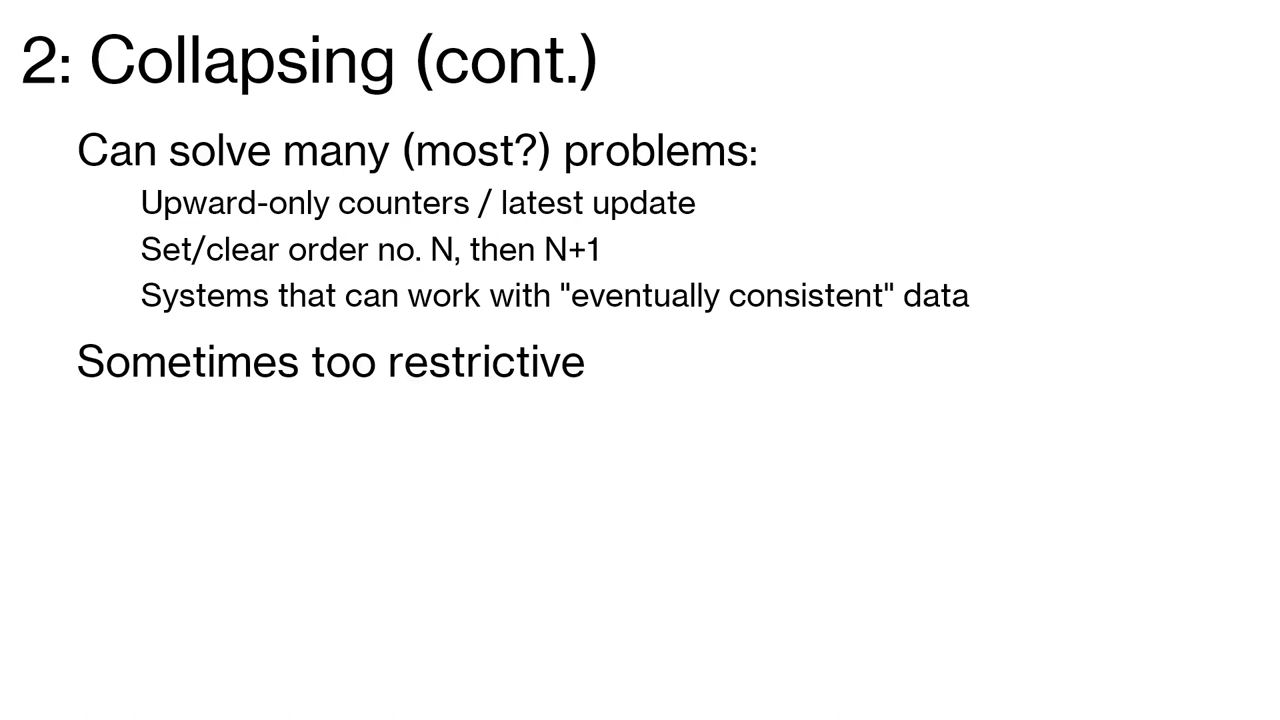 2: Collapsing (cont.)
Can solve many (most?) problems:
Upward-only counters / latest update
Set/clear order no. N, then N+1
Systems that can work with "eventually consistent" data
Sometimes too restrictive